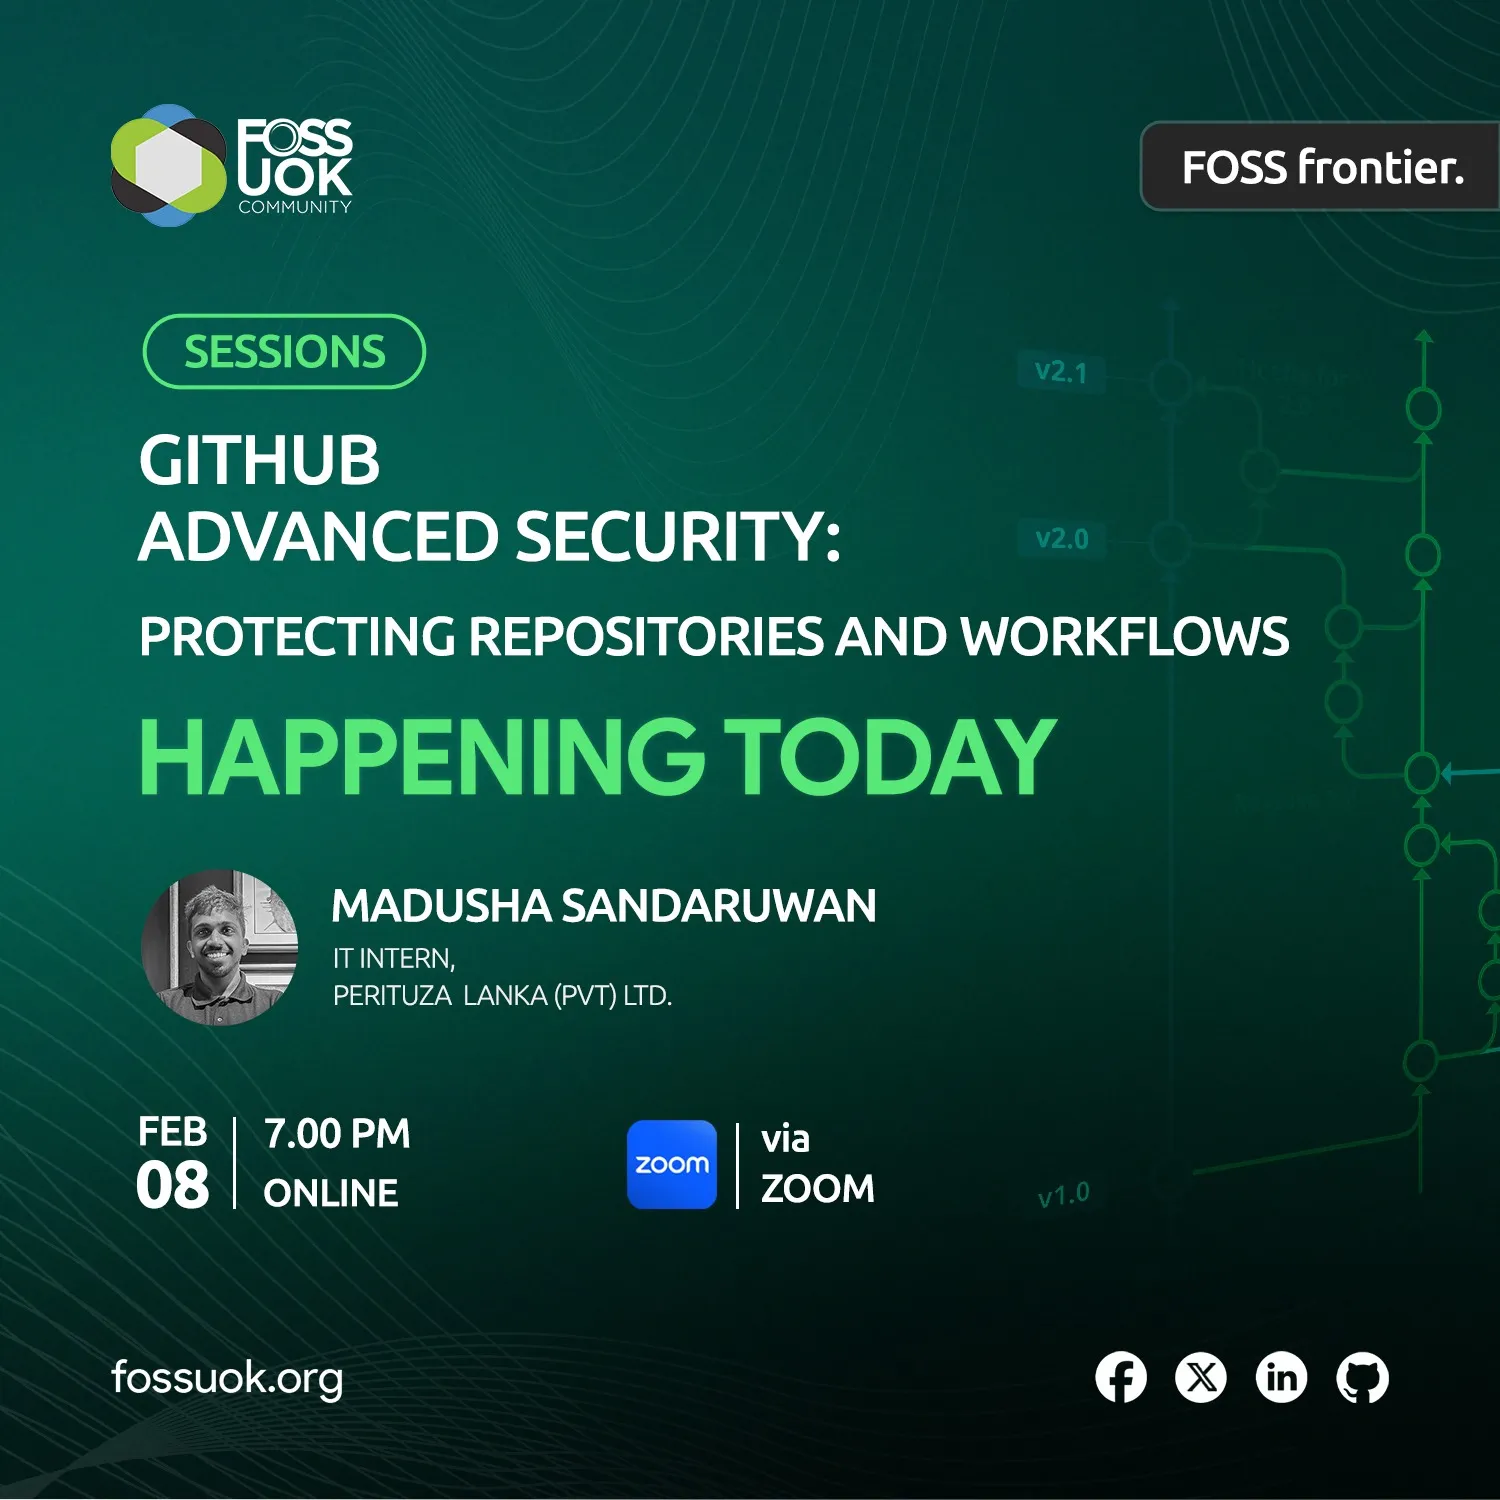 FOSS
UOK
COMMUNITY
FOSS frontier.
SESSIONS
GITHUB
ADVANCED SECURITY:
PROTECTING REPOSITORIES AND WORKFLOWS
HAPPENING TODAY
MADUSHA SANDARUWAN
IT INTERN,
PERITUZA LANKA (PVT) LTD.
FEB
08
7.00 PM
ONLINE
zoom
via
ZOOM
v2.1
v2.0
v1.0
fossuok.org
f
X
in